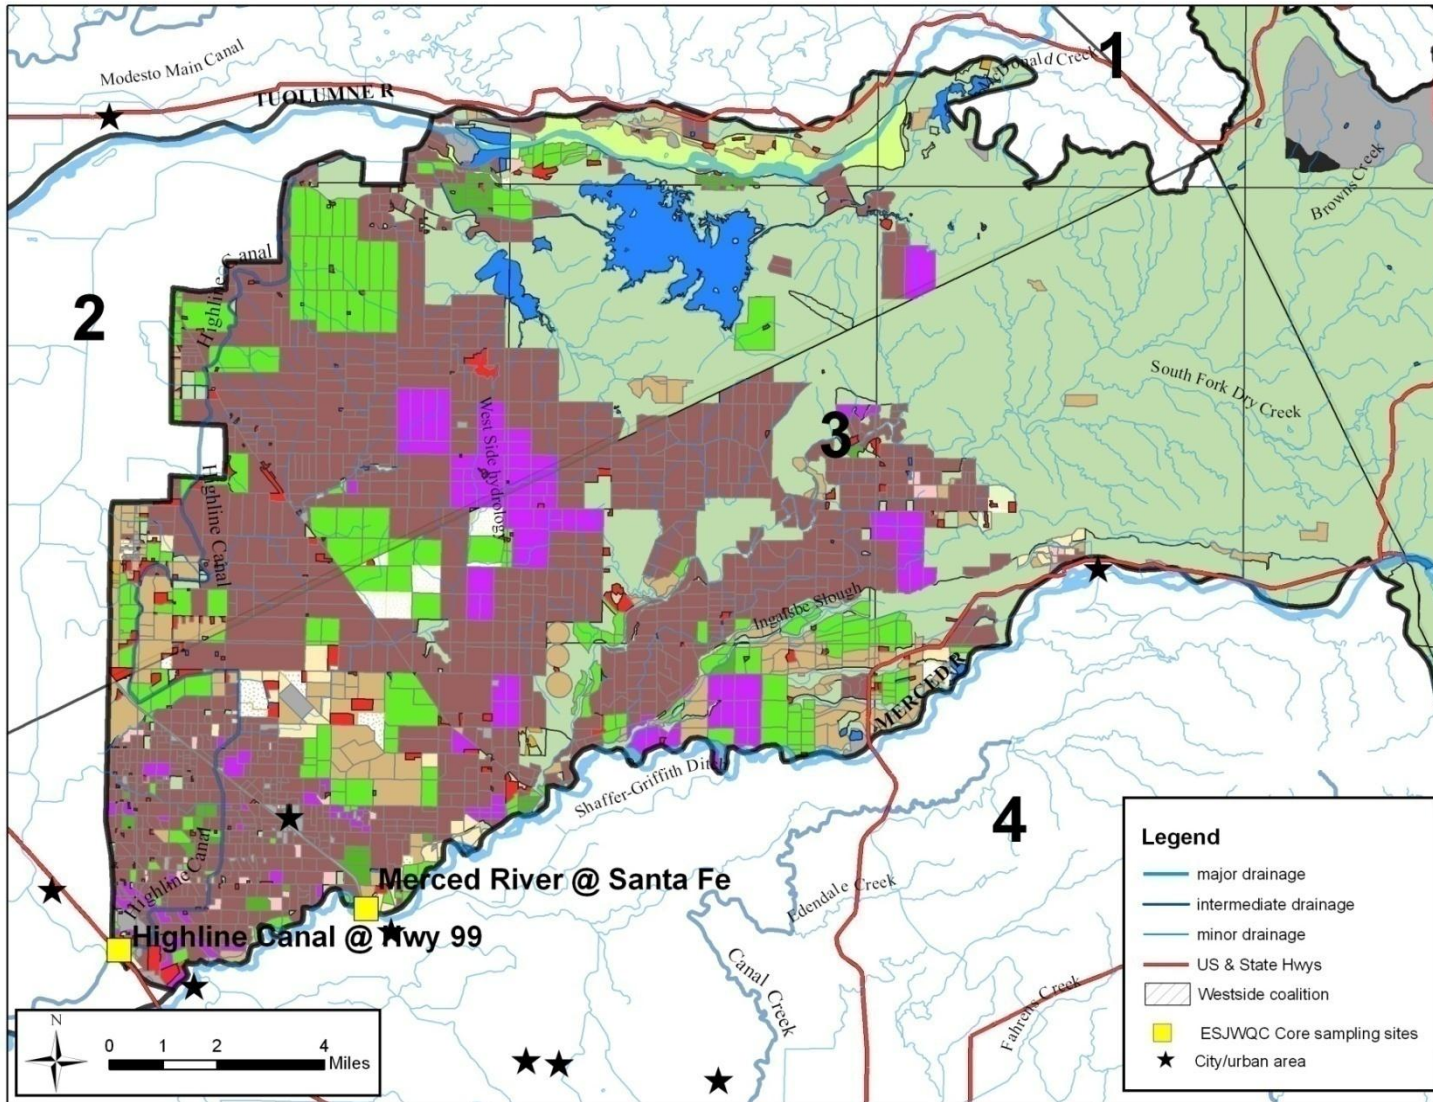 Modesto Main Canal
TUOLUMNE R
McDonald Creek
1
Browns Creek
Highline Canal
2
South Fork Dry Creek
West Side hydrology
3
Highline Canal
Ingalsbe Slough
MERCED R
Shaffer-Griffith Ditch
4
Highline Canal
Merced River @ Santa Fe
Edendale Creek
Highline Canal @ Hwy 99
Canal Creek
Fahrens Creek
Legend
major drainage
intermediate drainage
minor drainage
US & State Hwys
Westside coalition
ESJWQC Core sampling sites
City/urban area
N
0 1 2 4
Miles